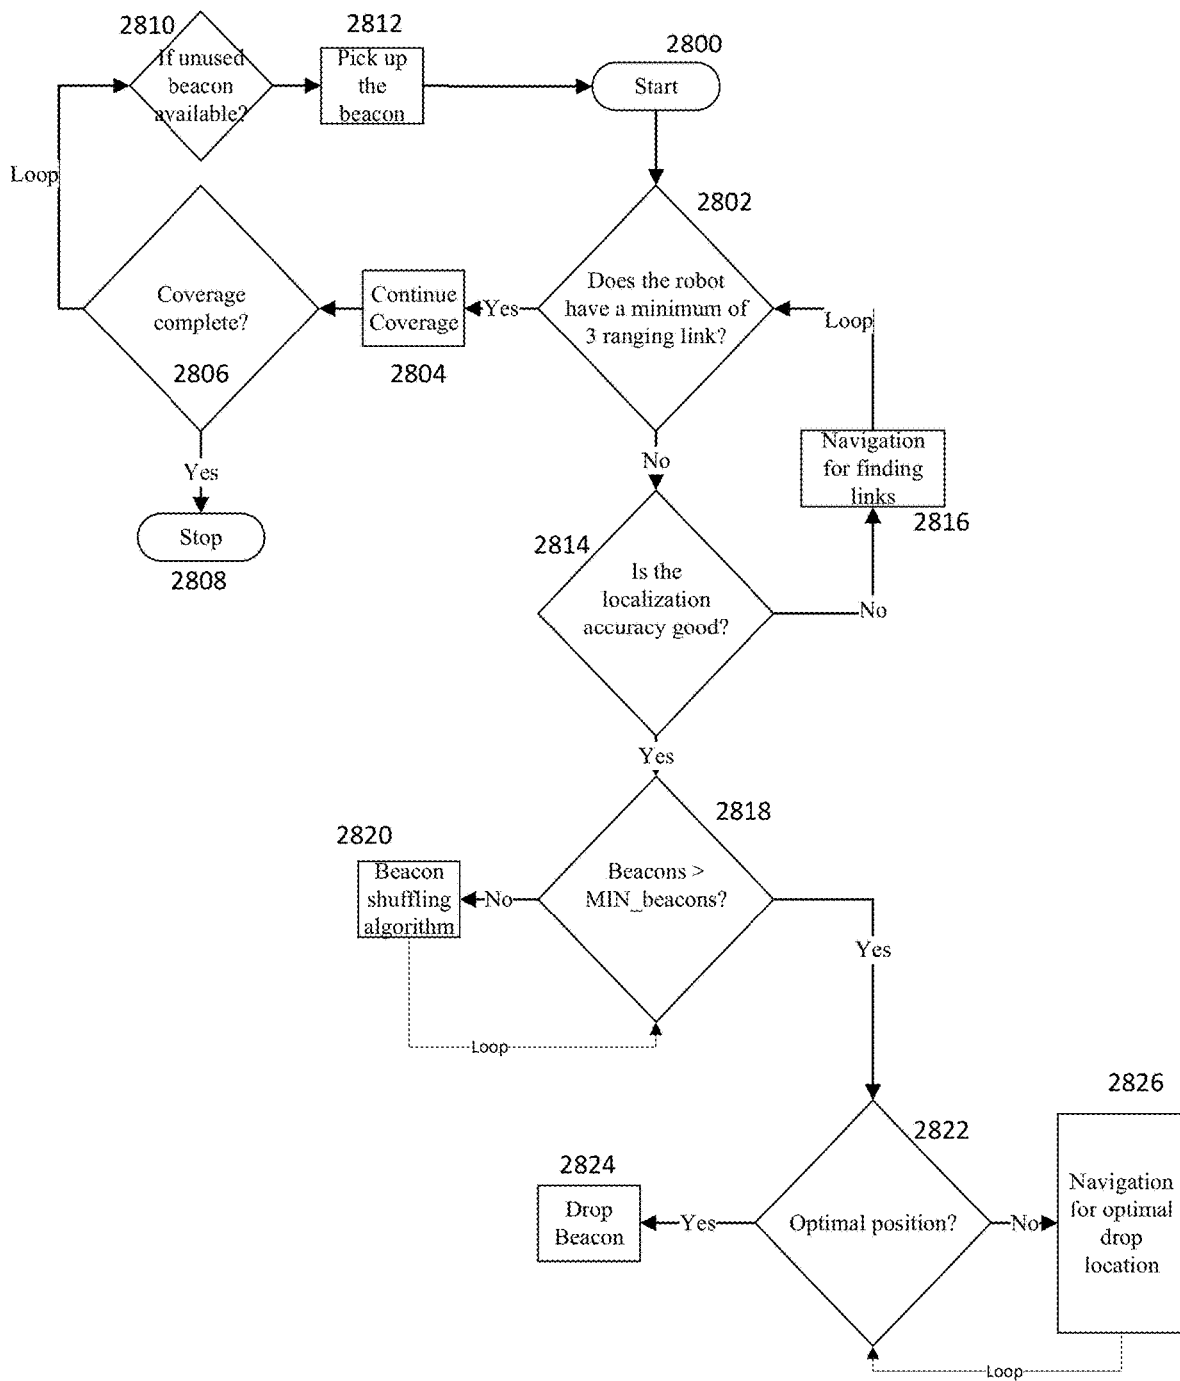 2810
If unused
beacon
available?
2812
Pick up
the
beacon
2800
Start
Loop
2802
Does the robot
have a minimum of
3 ranging link?
Yes
Continue
Coverage
2804
Coverage
complete?
2806
Yes
Stop
2808
Loop
Navigation
for finding
links
2816
No
2814
Is the
localization
accuracy good?
No
Yes
2818
Beacons >
MIN_beacons?
2820
Beacon
shuffling
algorithm
No
Loop
Yes
2822
Optimal position?
2824
Drop
Beacon
Yes
No
2826
Navigation
for optimal
drop
location
Loop